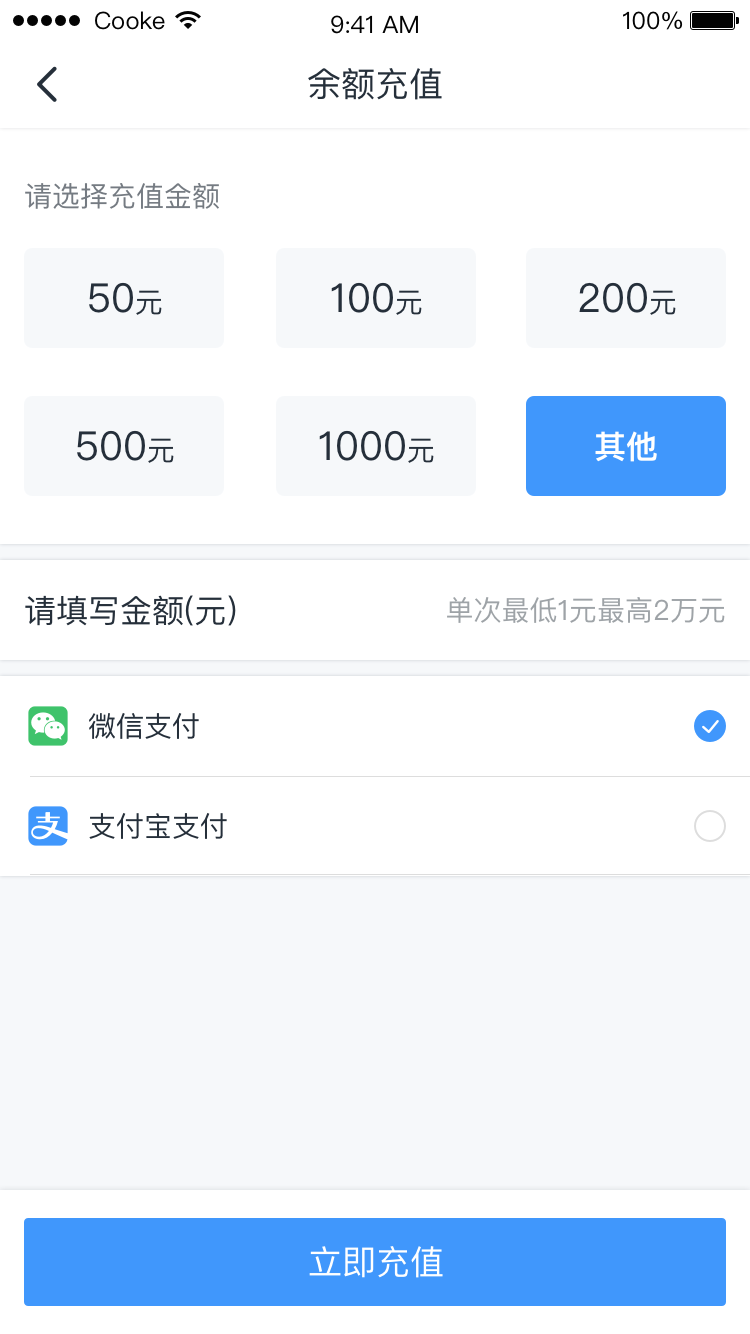 Cooke 9:41 AM 100%
余额充值
请选择充值金额
50元 100元 200元
500元 1000元 其他
请填写金额(元) 单次最低1元最高2万元
微信支付
支 支付宝支付
立即充值